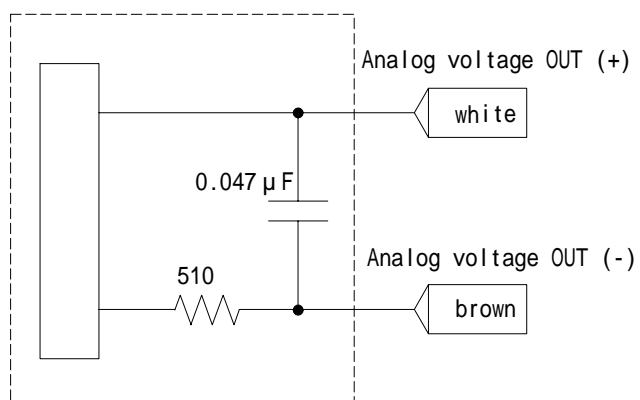 Analog voltage OUT (+)
white
0.047μF
Analog voltage OUT (-)
510
brown